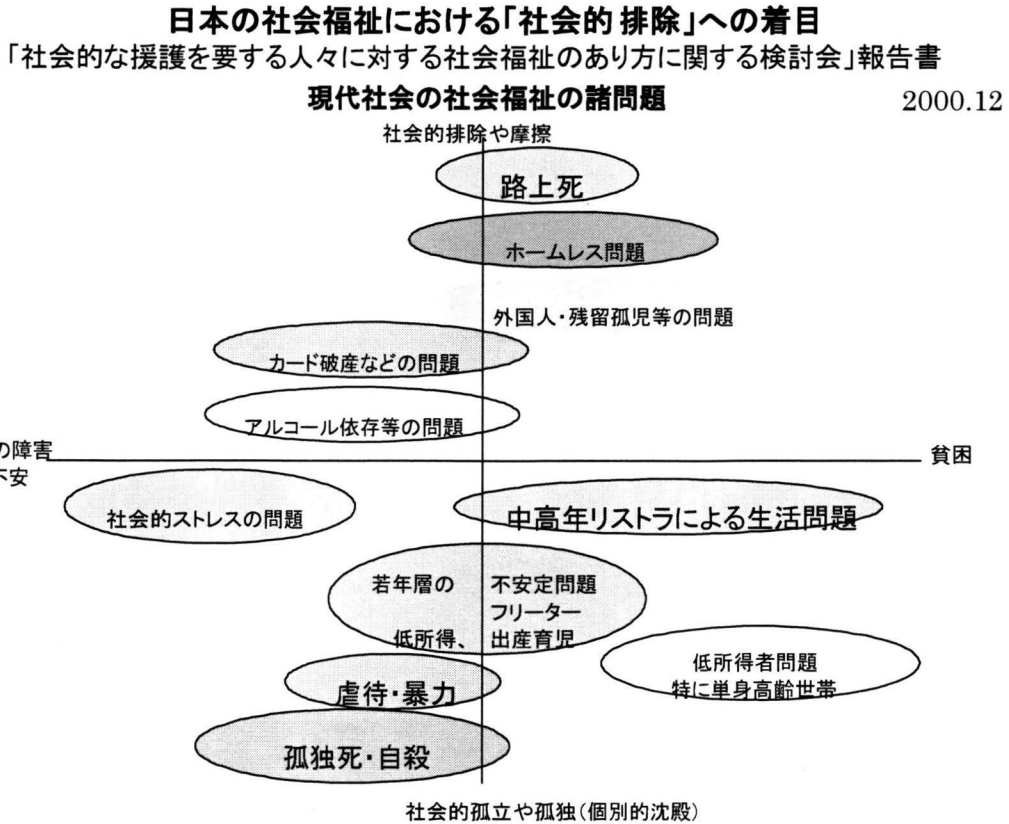 日本の社会福祉における「社会的排除」への着目
「社会的な援護を要する人々に対する社会福祉のあり方に関する検討会」報告書
現代社会の社会福祉の諸問題
2000.12
社会的排除や摩擦
路上死
ホームレス問題
外国人・残留孤児等の問題
カード破産などの問題
アルコール依存等の問題
の障害
不安
貧困
社会的ストレスの問題
中高年リストラによる生活問題
若年層の 不安定問題
フリーター
低所得、 出産育児
低所得者問題
特に単身高齢世帯
虐待・暴力
孤独死・自殺
社会的孤立や孤独(個別的沈殿)